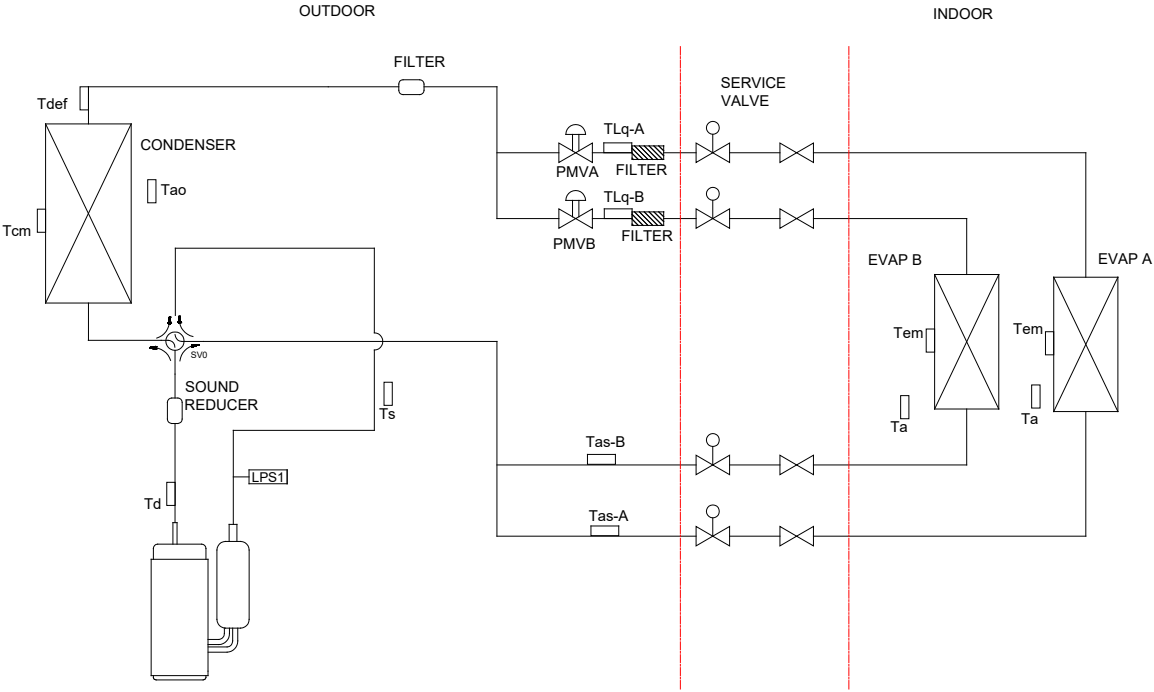 OUTDOOR
INDOOR
FILTER
SERVICE
VALVE
Tdef
TLq-A
CONDENSER
PMVA
FILTER
Tao
TLq-B
Tcm
PMVB
FILTER
EVAP B
EVAP A
Tem
Tem
SV0
SOUND
REDUCER
Ts
Ta
Ta
Tas-B
LPS1
Td
Tas-A